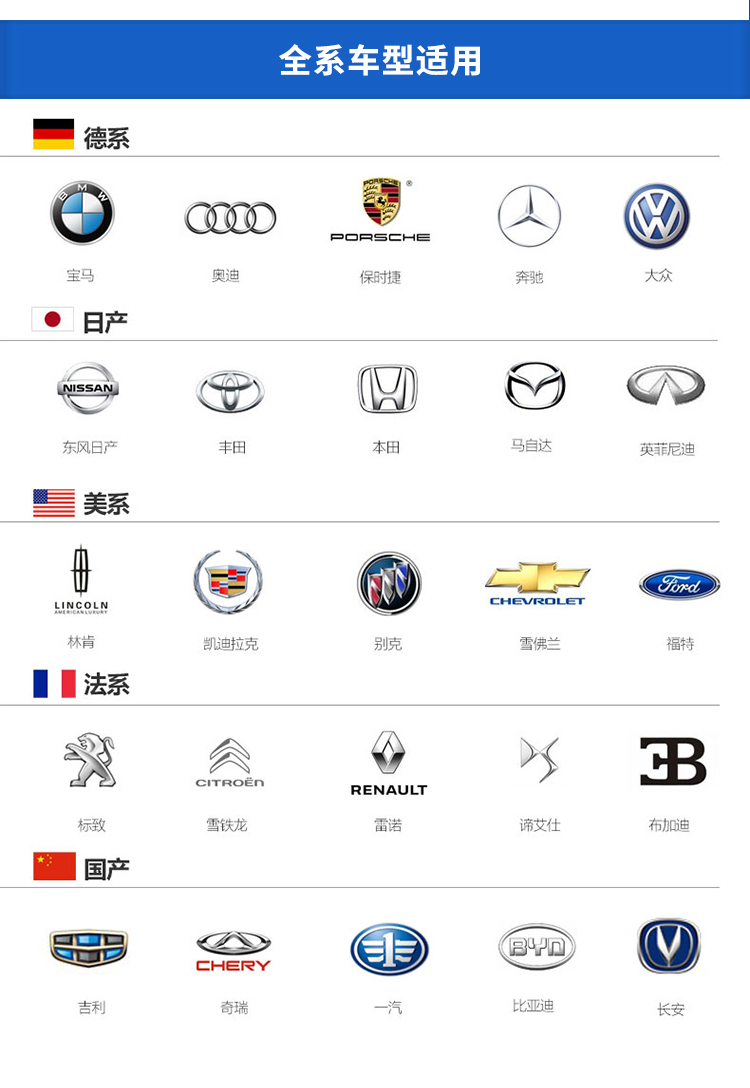 全系车型适用
德系
BMW
PORSCHE
®
PORSCHE
宝马 奥迪 保时捷 奔驰 大众
日产
NISSAN
东风日产 丰田 本田 马自达 英菲尼迪
美系
LINCOLN
AMERICAN LUXURY
CHEVROLET
Ford
林肯 凯迪拉克 别克 雪佛兰 福特
法系
CITROËN
RENAULT
标致 雪铁龙 雷诺 谛艾仕 布加迪
国产
CHERY
BYD
吉利 奇瑞 一汽 比亚迪 长安